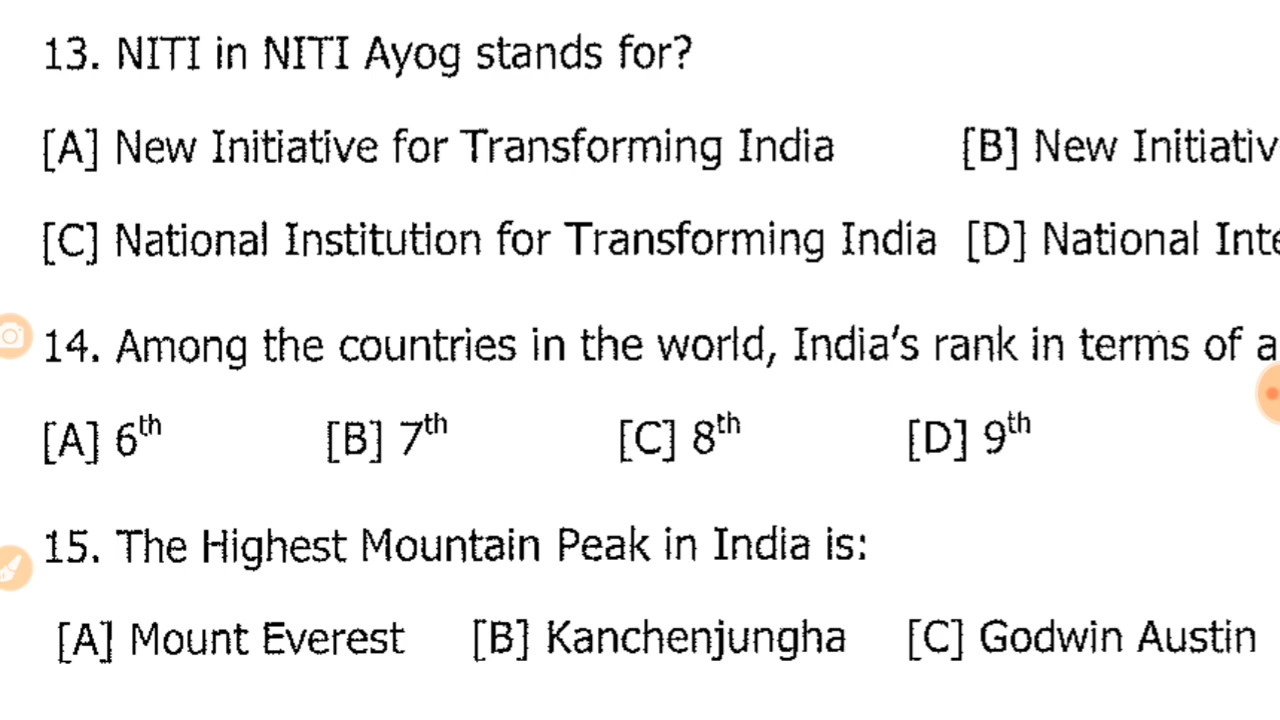 13. NITI in NITI Ayog stands for?
[A] New Initiative for Transforming India [B] New
[C] National Institution for Transforming India [D] National
14. Among the countries in the world, India's rank in terms of
[A] 6th [B] 7th [C] 8th [D] 9th
15. The Highest Mountain Peak in India is:
[A] Mount Everest [B] Kanchenjungha [C] Godwin Austin